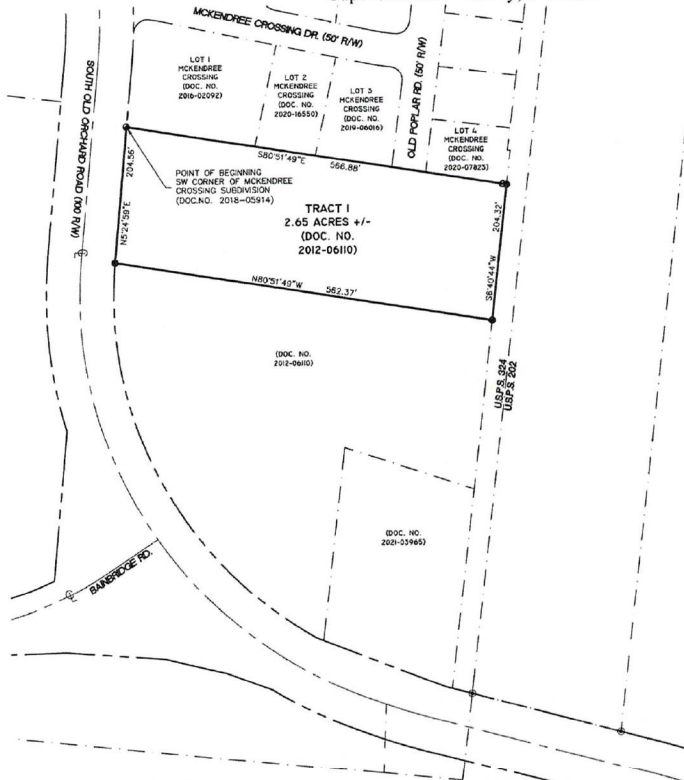 MCKENDREE CROSSING DR. (50' R/W)
SOUTH OLD ORCHARD ROAD (100 R/W)
OLD POPLAR RD. (50' R/W)
LOT 1
MCKENDREE
CROSSING
(DOC. NO.
2016-02092)
LOT 2
MCKENDREE
CROSSING
(DOC. NO.
2020-16550)
LOT 3
MCKENDREE
CROSSING
(DOC. NO.
2019-06016)
LOT 4
MCKENDREE
CROSSING
(DOC. NO.
2020-07823)
S80°51'49"E 566.88'
204.56'
N5°24'59"E
POINT OF BEGINNING
SW CORNER OF MCKENDREE
CROSSING SUBDIVISION
(DOC.NO. 2018-05914)
TRACT 1
2.65 ACRES +/-
(DOC. NO.
2012-06110)
204.32'
S6°40'44"W
N80°51'49"W 562.37'
(DOC. NO.
2012-06110)
U.S.P.S. 324
U.S.P.S. 202
(DOC. NO.
2021-03965)
BAINBRIDGE RD.